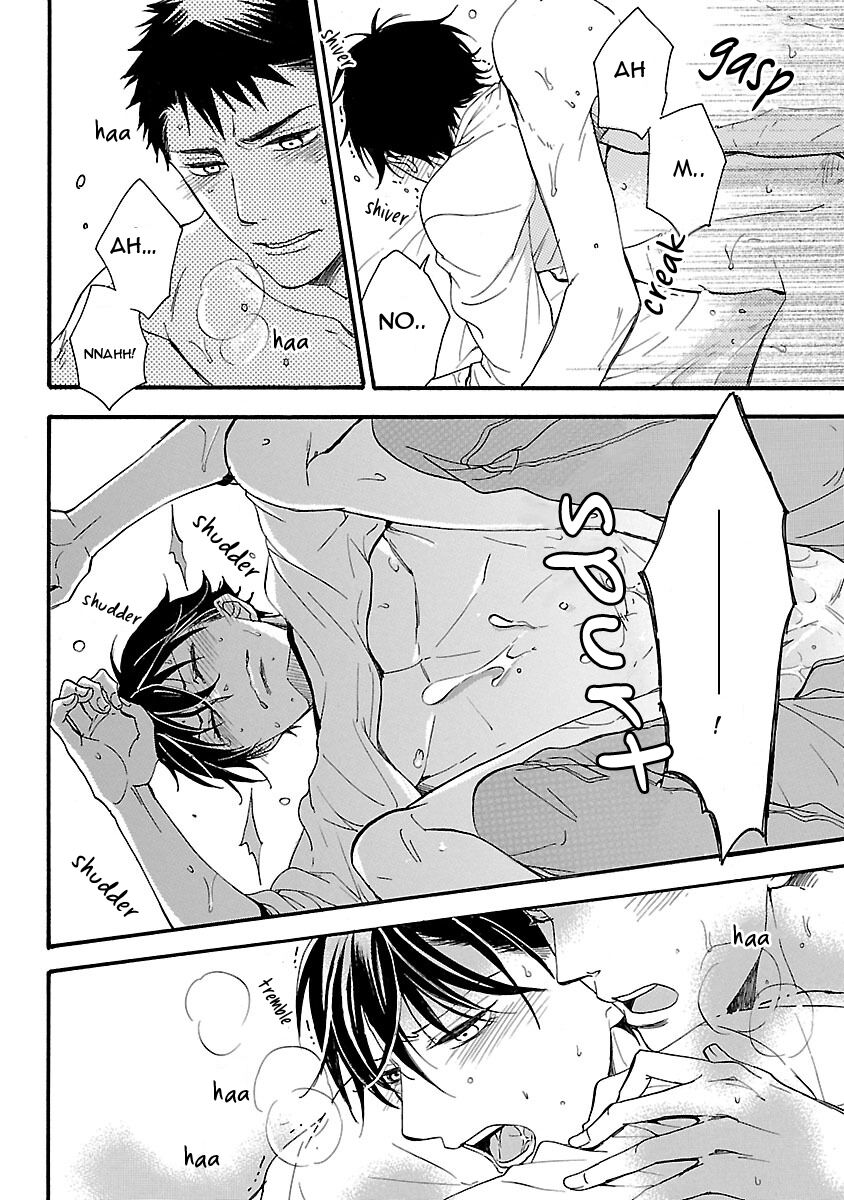 gasp
AH
M..
creak
shiver
shiver
NO..
haa
AH...
NNAHH!
haa
!
spurt
shudder
shudder
shudder
haa
tremble
haa
haa